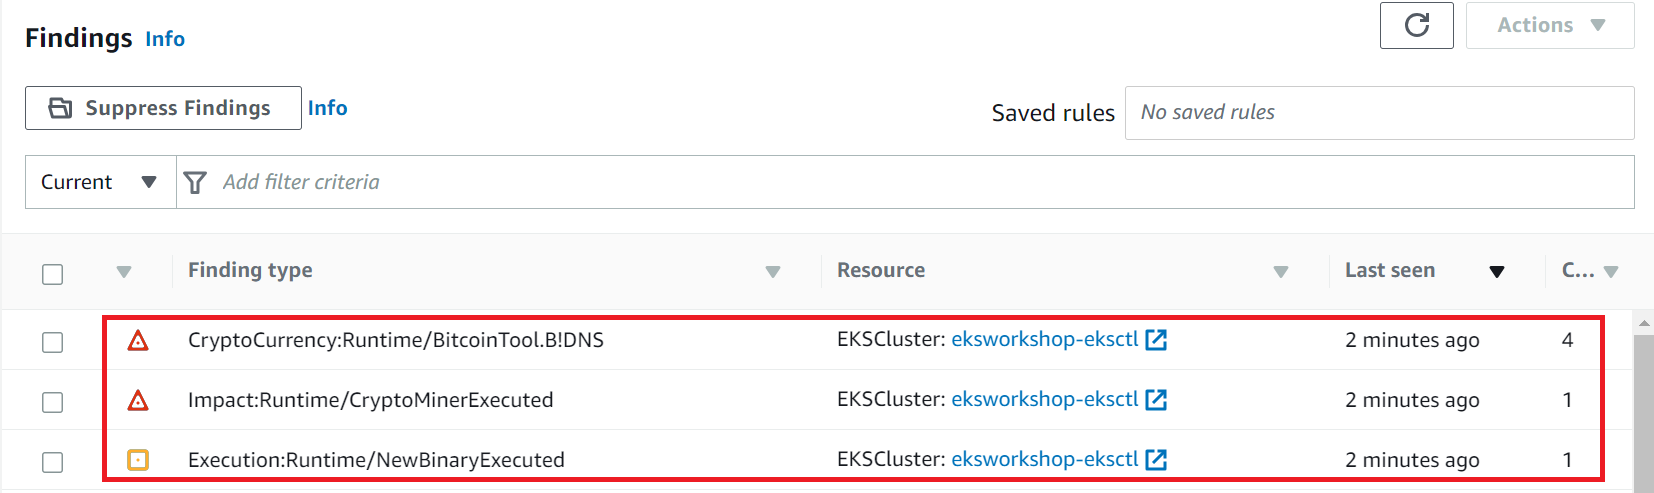 Findings Info
Actions
Suppress Findings Info
Saved rules No saved rules
Current Add filter criteria
Finding type Resource Last seen C...
CryptoCurrency:Runtime/BitcoinTool.B!DNS EKSCluster: eksworkshop-eksctl 2 minutes ago 4
Impact:Runtime/CryptoMinerExecuted EKSCluster: eksworkshop-eksctl 2 minutes ago 1
Execution:Runtime/NewBinaryExecuted EKSCluster: eksworkshop-eksctl 2 minutes ago 1